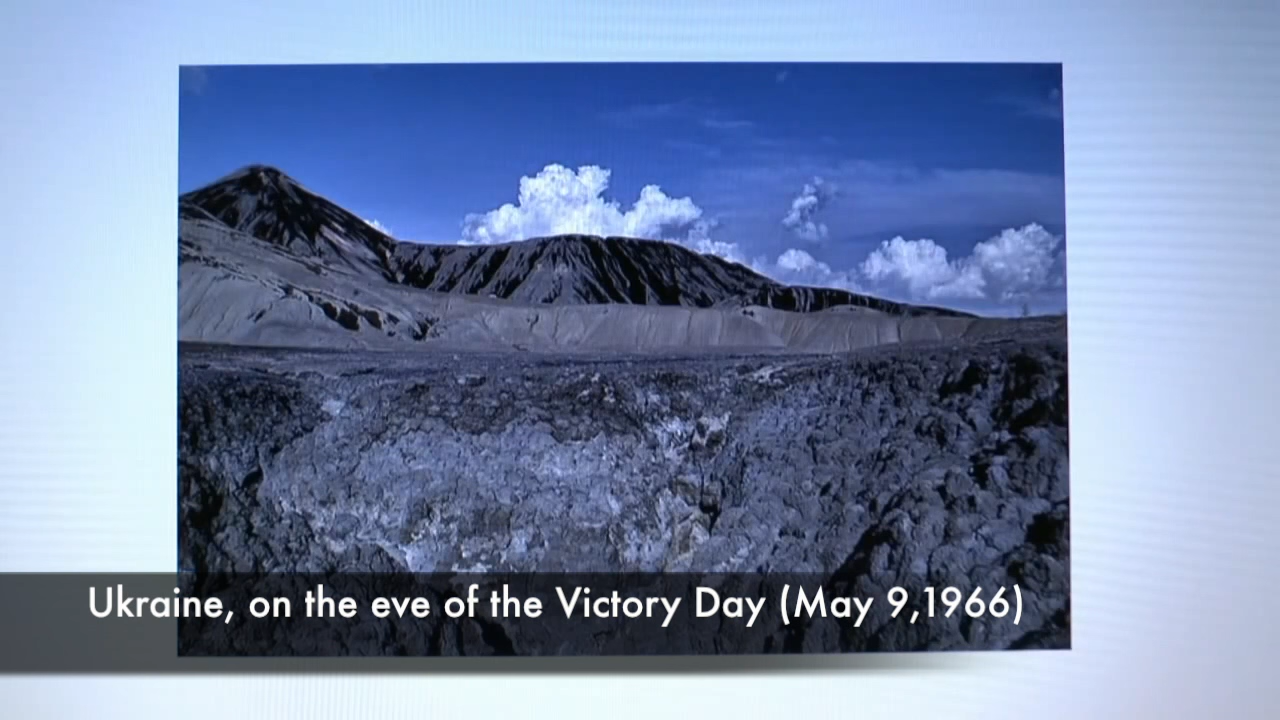 Ukraine, on the eve of the Victory Day (May 9,1966)